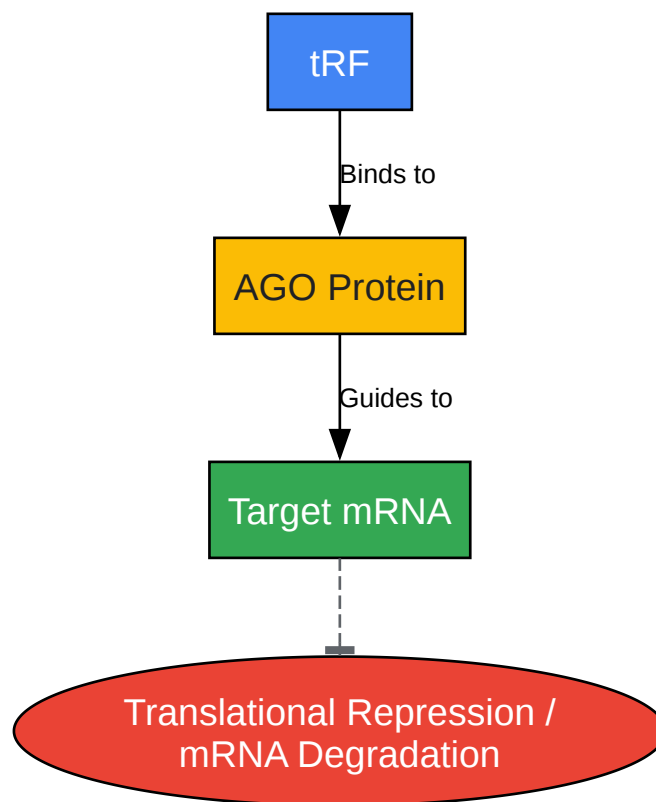 tRF
Binds to
AGO Protein
Guides to
Target mRNA
Translational Repression /
mRNA Degradation